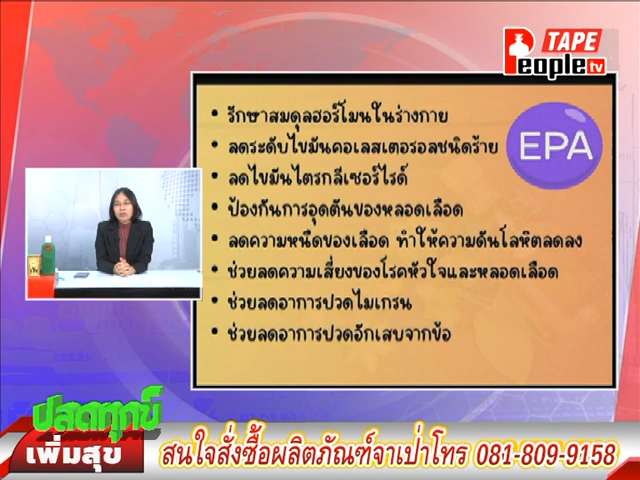 TAPE
People tv
EPA
• รักษาสมดุลฮอร์โมนในร่างกาย
• ลดระดับไขมันคอเลสเตอรอลชนิดร้าย
• ลดไขมันไตรกลีเซอร์ไรด์
• ป้องกันการอุดตันของหลอดเลือด
• ลดความหนืดของเลือด ทำให้ความดันโลหิตลดลง
• ช่วยลดความเสี่ยงของโรคหัวใจและหลอดเลือด
• ช่วยลดอาการปวดไมเกรน
• ช่วยลดอาการปวดอักเสบจากข้อ
ปลดทุกข์
เพิ่มสุข
สนใจสั่งซื้อผลิตภัณฑ์จาเป่าโทร 081-809-9158